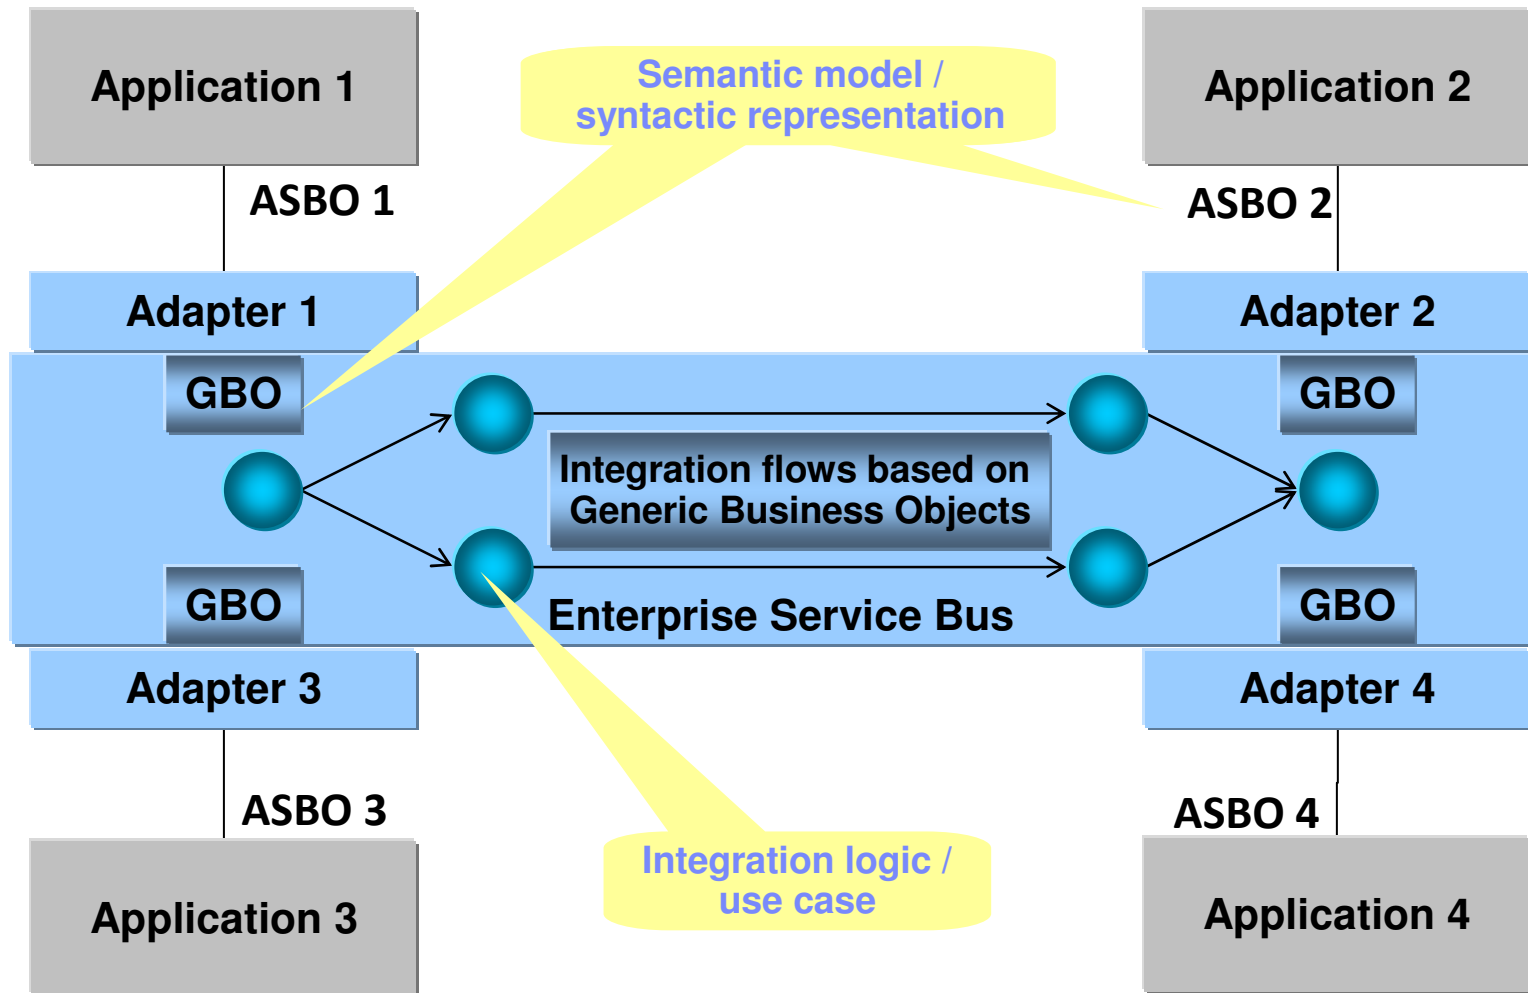 Application 1
Semantic model /
syntactic representation
Application 2
ASBO 1
ASBO 2
Adapter 1
Adapter 2
GBO
GBO
Integration flows based on
Generic Business Objects
GBO
Enterprise Service Bus
GBO
Adapter 3
Adapter 4
ASBO 3
ASBO 4
Integration logic /
use case
Application 3
Application 4